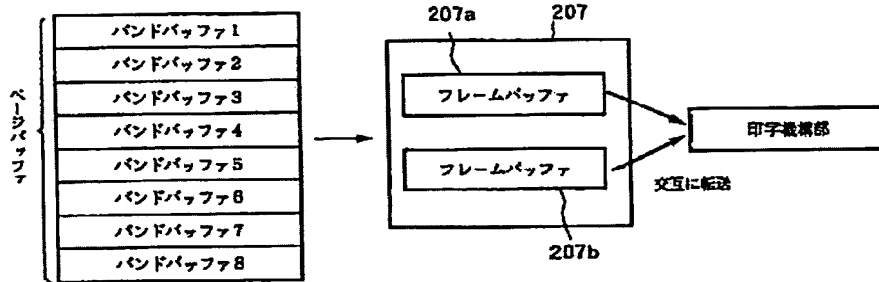 ページバッファ
バンドバッファ1
バンドバッファ2
バンドバッファ3
バンドバッファ4
バンドバッファ5
バンドバッファ6
バンドバッファ7
バンドバッファ8
207a
207
フレームバッファ
フレームバッファ
207b
印字機構部
交互に転送